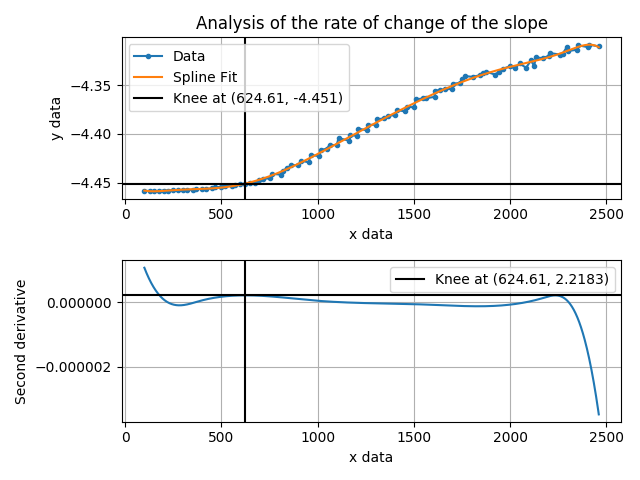 Analysis of the rate of change of the slope
Data
Spline Fit
Knee at (624.61, -4.451)
y data
−4.35
−4.40
−4.45
0 500 1000 1500 2000 2500
x data
Knee at (624.61, 2.2183)
Second derivative
0.000000
−0.000002
0 500 1000 1500 2000 2500
x data